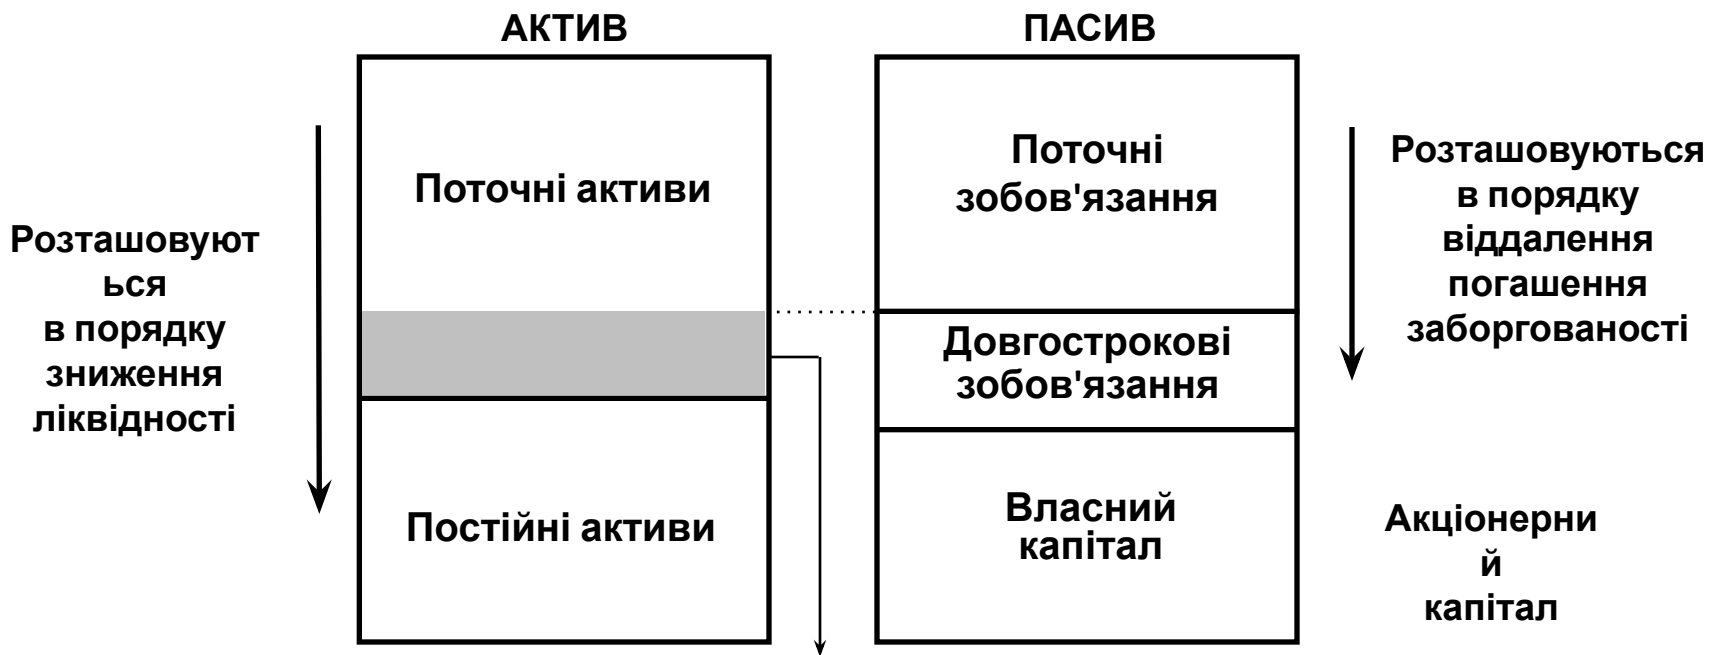 АКТИВ
ПАСИВ
Розташовуют
ься
в порядку
зниження
ліквідності
Поточні активи
Постійні активи
Поточні
зобов'язання
Довгострокові
зобов'язання
Власний
капітал
Розташовуються
в порядку
віддалення
погашення
заборгованості
Акціонерни
й
капітал